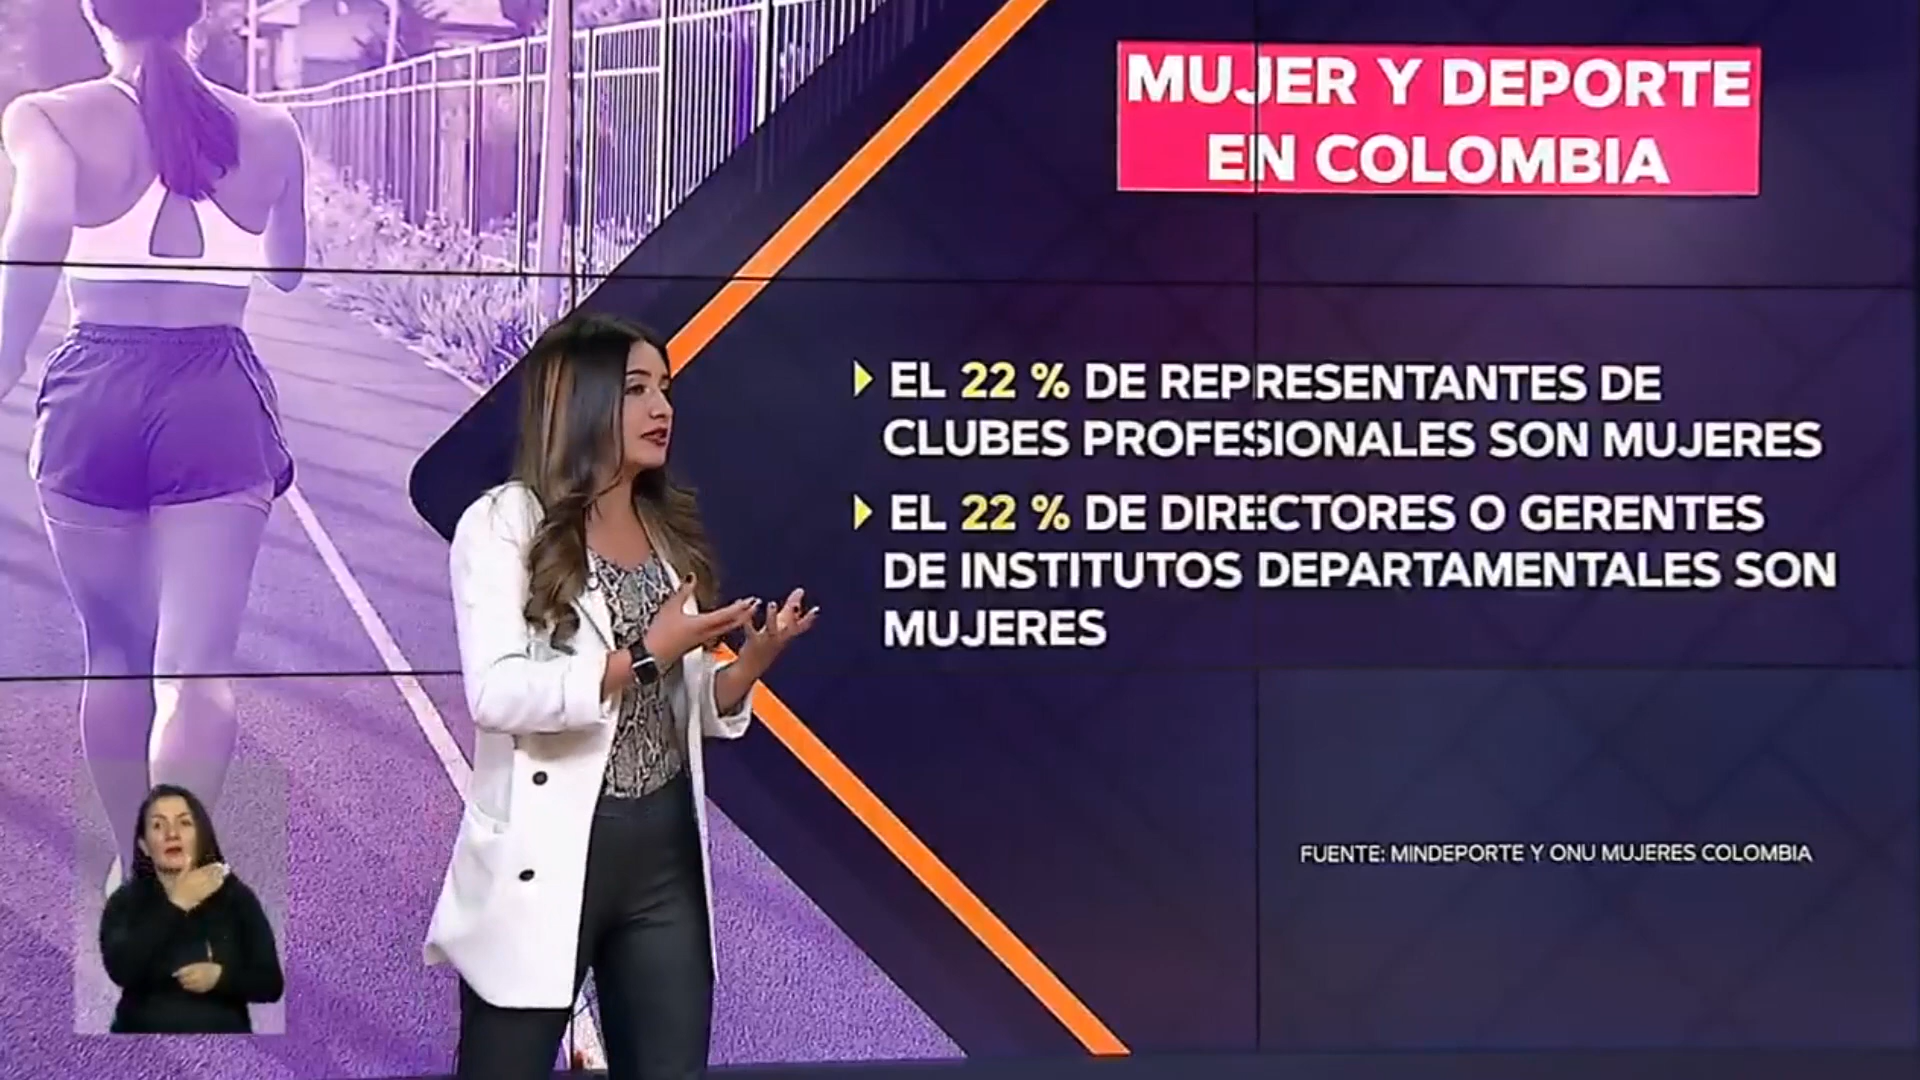 MUJER Y DEPORTE
EN COLOMBIA
EL 22 % DE REPRESENTANTES DE
CLUBES PROFESIONALES SON MUJERES
EL 22 % DE DIRECTORES O GERENTES
DE INSTITUTOS DEPARTAMENTALES SON
MUJERES
FUENTE: MINDEPORTE Y ONU MUJERES COLOMBIA